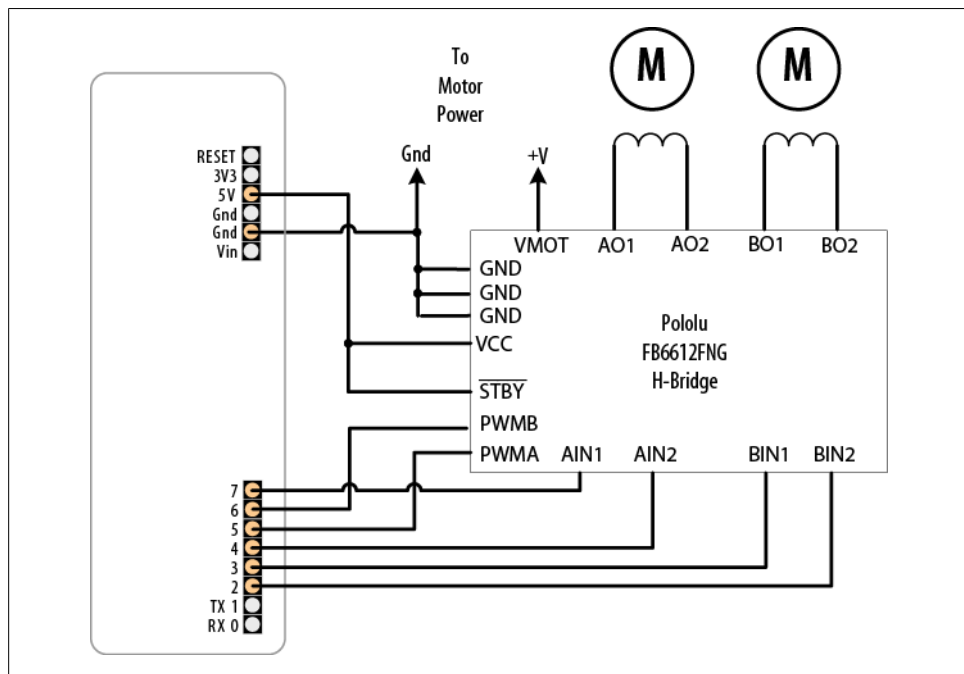 To
Motor
Power
M
M
Gnd
+V
RESET
3V3
5V
Gnd
Gnd
Vin
VMOT
AO1
AO2
BO1
BO2
GND
GND
GND
VCC
STBY
PWMB
PWMA
Pololu
FB6612FNG
H-Bridge
AIN1
AIN2
BIN1
BIN2
7
6
5
4
3
2
TX 1
RX 0